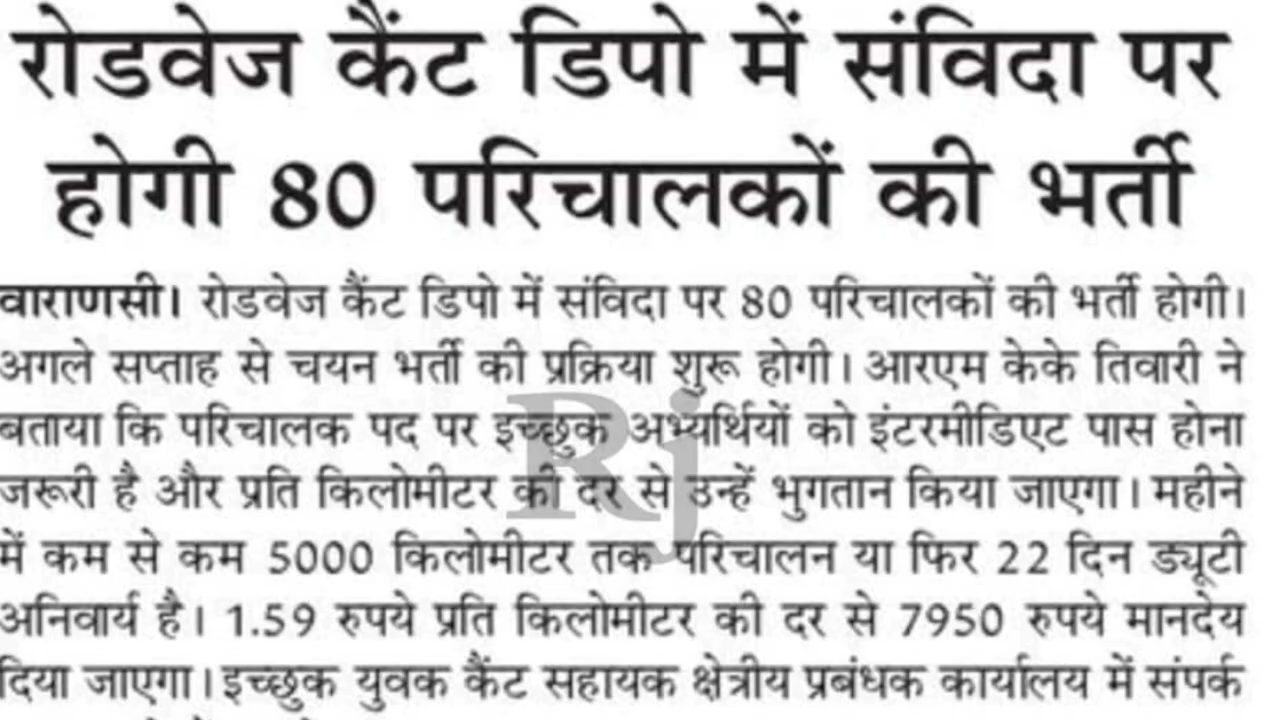 रोडवेज कैंट डिपो में संविदा पर
होगी 80 परिचालकों की भर्ती
वाराणसी। रोडवेज कैंट डिपो में संविदा पर 80 परिचालकों की भर्ती होगी।
अगले सप्ताह से चयन भर्ती की प्रक्रिया शुरू होगी। आरएम केके तिवारी ने
बताया कि परिचालक पद पर इच्छुक अभ्यर्थियों को इंटरमीडिएट पास होना
जरूरी है और प्रति किलोमीटर की दर से उन्हें भुगतान किया जाएगा। महीने
में कम से कम 5000 किलोमीटर तक परिचालन या फिर 22 दिन ड्यूटी
अनिवार्य है। 1.59 रुपये प्रति किलोमीटर की दर से 7950 रुपये मानदेय
दिया जाएगा। इच्छुक युवक कैंट सहायक क्षेत्रीय प्रबंधक कार्यालय में संपर्क
Rj